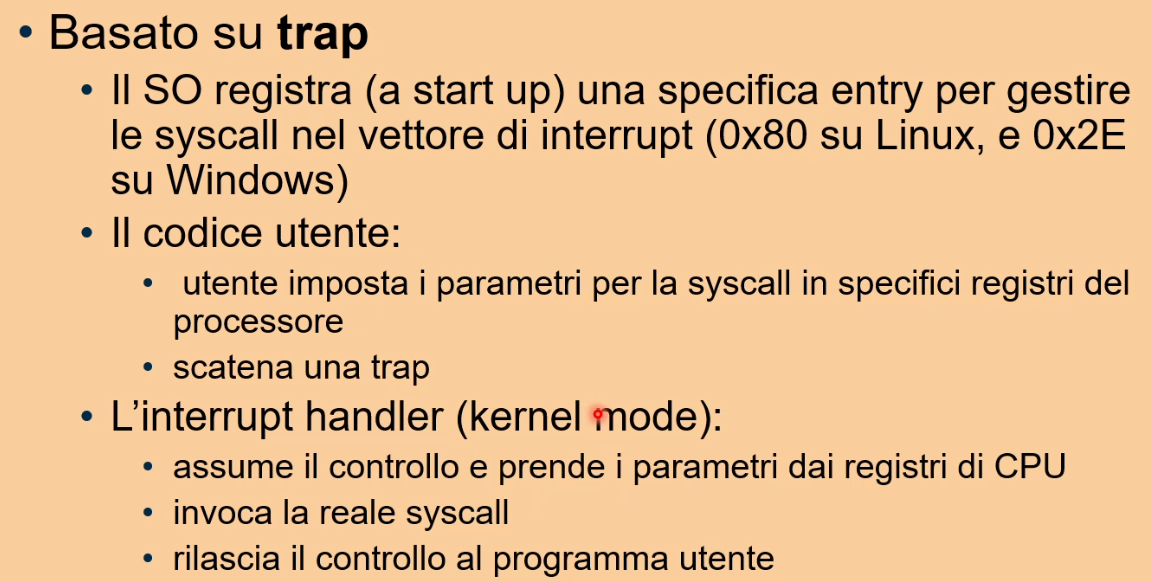 • Basato su trap
• Il SO registra (a start up) una specifica entry per gestire
le syscall nel vettore di interrupt (0x80 su Linux, e 0x2E
su Windows)
• Il codice utente:
• utente imposta i parametri per la syscall in specifici registri del
processore
• scatena una trap
• L’interrupt handler (kernel mode):
• assume il controllo e prende i parametri dai registri di CPU
• invoca la reale syscall
• rilascia il controllo al programma utente